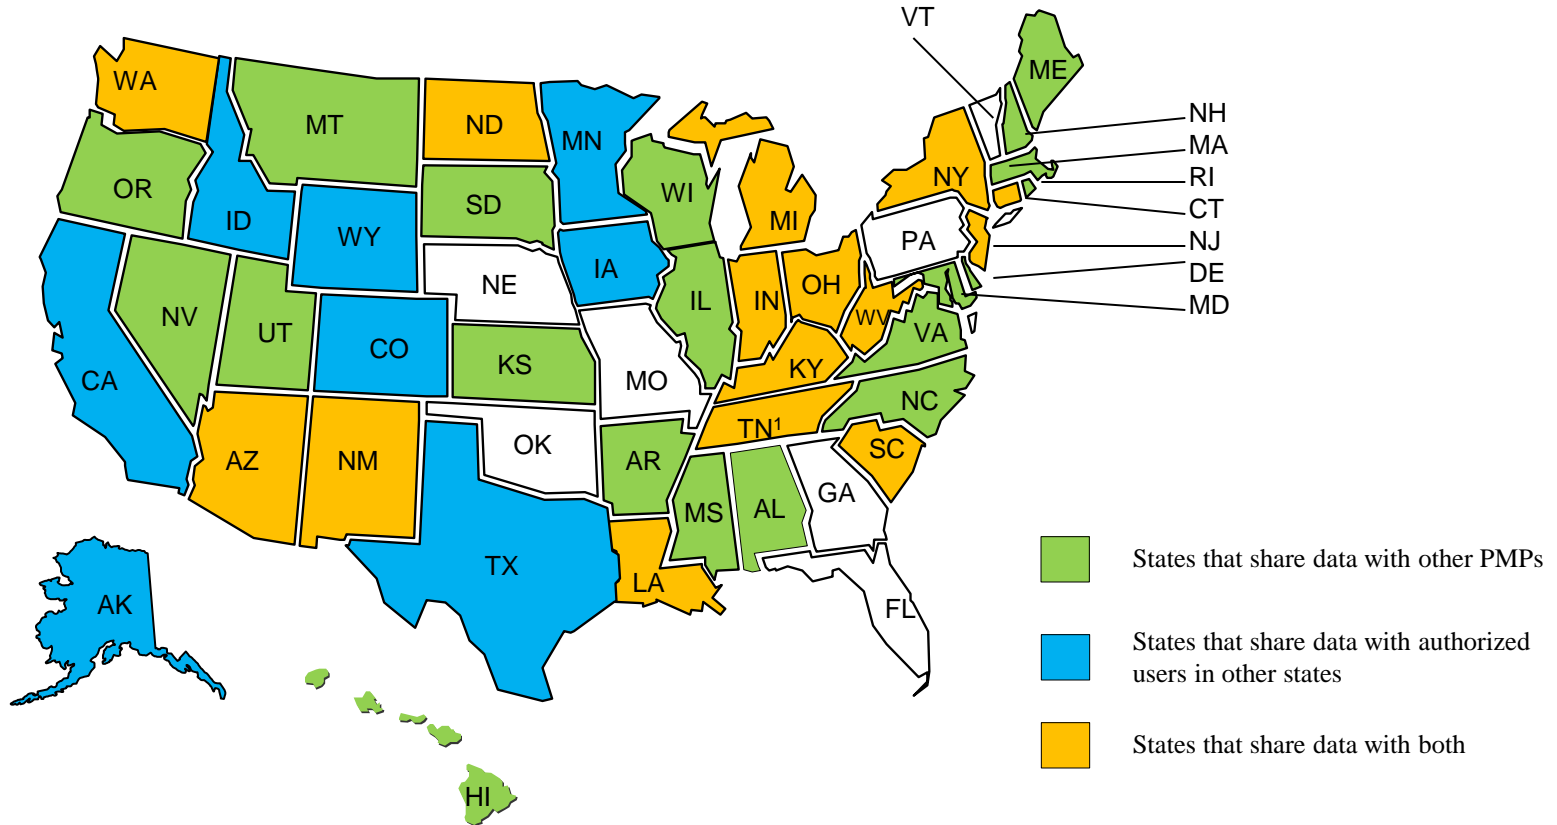 VT
ME
WA
MT
ND
MN
NH
MA
RI
CT
NJ
DE
MD
OR
ID
WY
SD
WI
MI
NY
PA
NE
IA
IL
IN
OH
WV
VA
NV
UT
CO
KS
MO
KY
NC
CA
AZ
NM
OK
AR
TN¹
SC
MS
AL
GA
TX
LA
FL
AK
HI
States that share data with other PMPs
States that share data with authorized
users in other states
States that share data with both